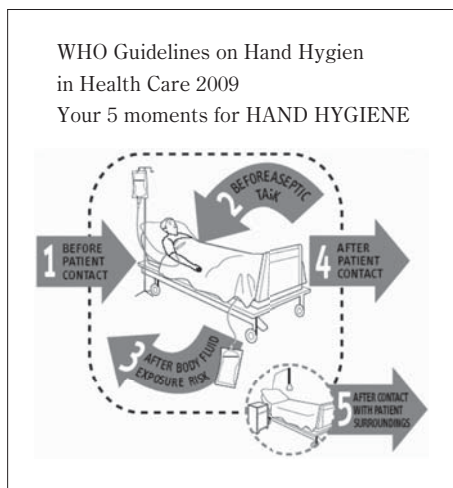 WHO Guidelines on Hand Hygien
in Health Care 2009
Your 5 moments for HAND HYGIENE
1 BEFORE
PATIENT
CONTACT
2 BEFOREASEPTIC
TAiK
3 AFTER BODY FLUID
EXPOSURE RISK
4 AFTER
PATIENT
CONTACT
5 AFTER CONTACT
WITH PATIENT
SURROUNDINGS